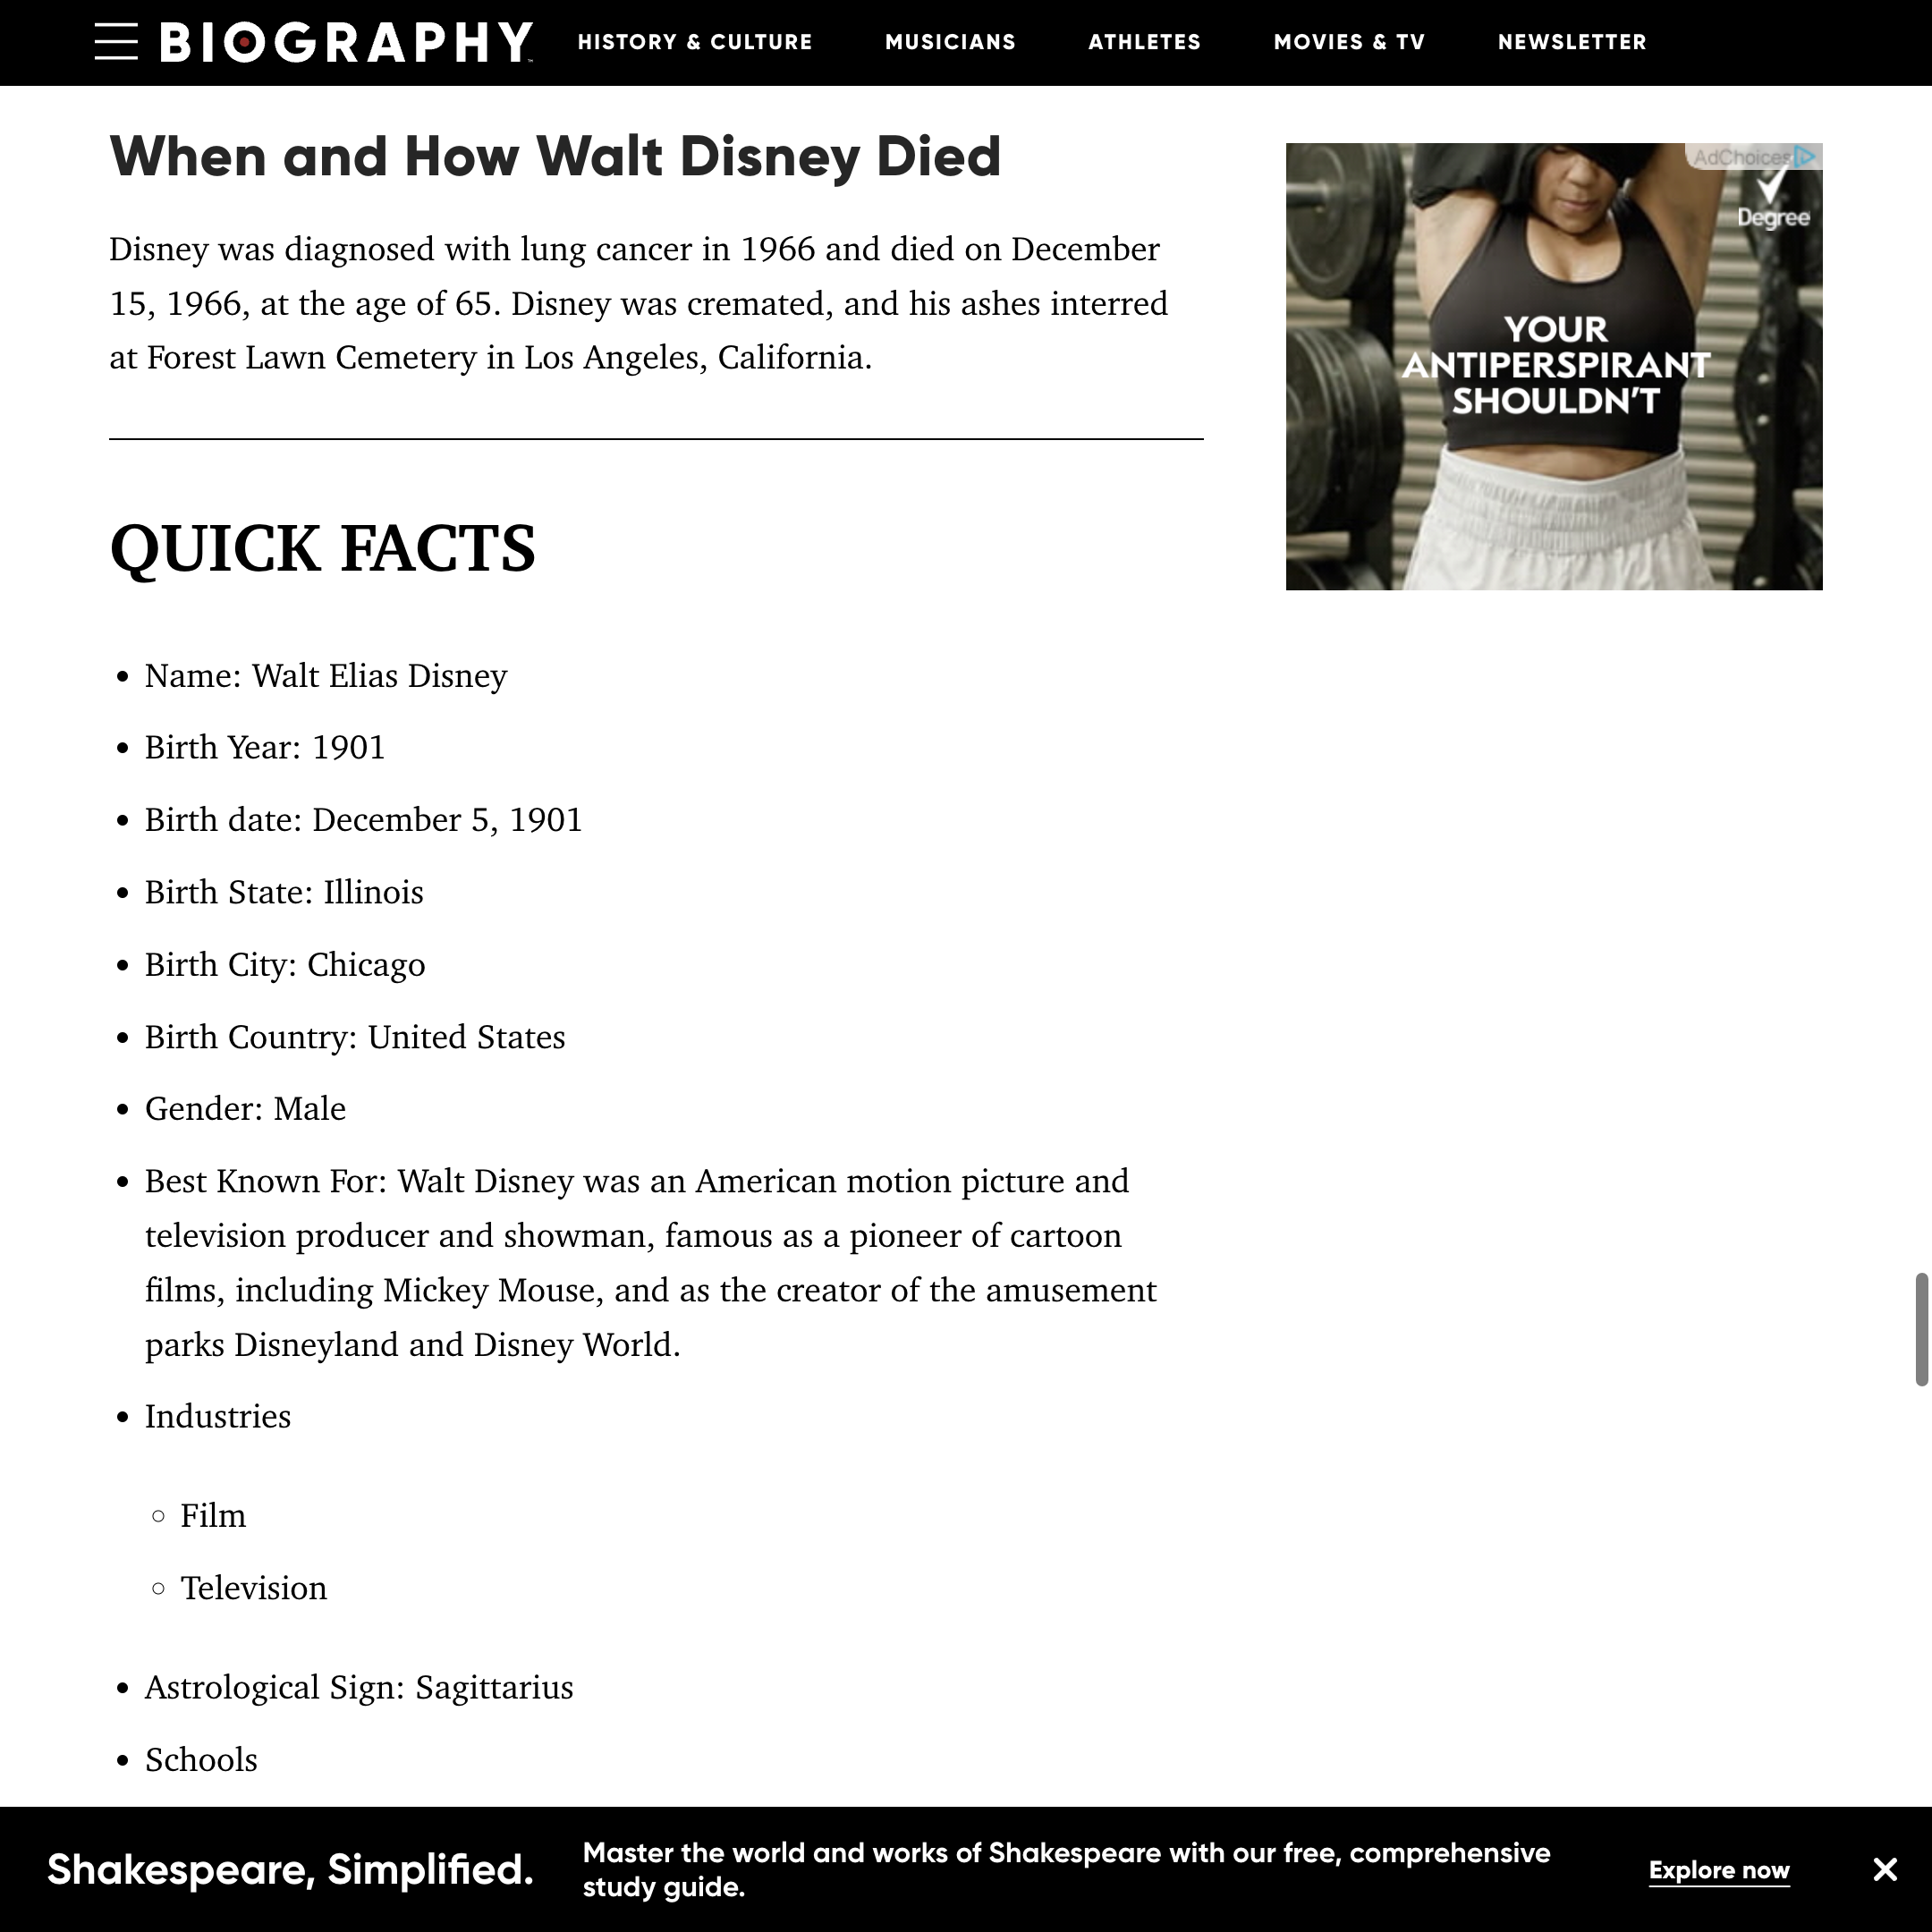 BIOGRAPHY
HISTORY & CULTURE
MUSICIANS
ATHLETES
MOVIES & TV
NEWSLETTER
When and How Walt Disney Died
Disney was diagnosed with lung cancer in 1966 and died on December
15, 1966, at the age of 65. Disney was cremated, and his ashes interred
at Forest Lawn Cemetery in Los Angeles, California.
AdChoices
Degree
YOUR
ANTIPERSPIRANT
SHOULDN'T
QUICK FACTS
• Name: Walt Elias Disney
• Birth Year: 1901
• Birth date: December 5, 1901
• Birth State: Illinois
• Birth City: Chicago
• Birth Country: United States
• Gender: Male
• Best Known For: Walt Disney was an American motion picture and
television producer and showman, famous as a pioneer of cartoon
films, including Mickey Mouse, and as the creator of the amusement
parks Disneyland and Disney World.
• Industries
○ Film
○ Television
• Astrological Sign: Sagittarius
• Schools
Shakespeare, Simplified.
Master the world and works of Shakespeare with our free, comprehensive
study guide.
Explore now